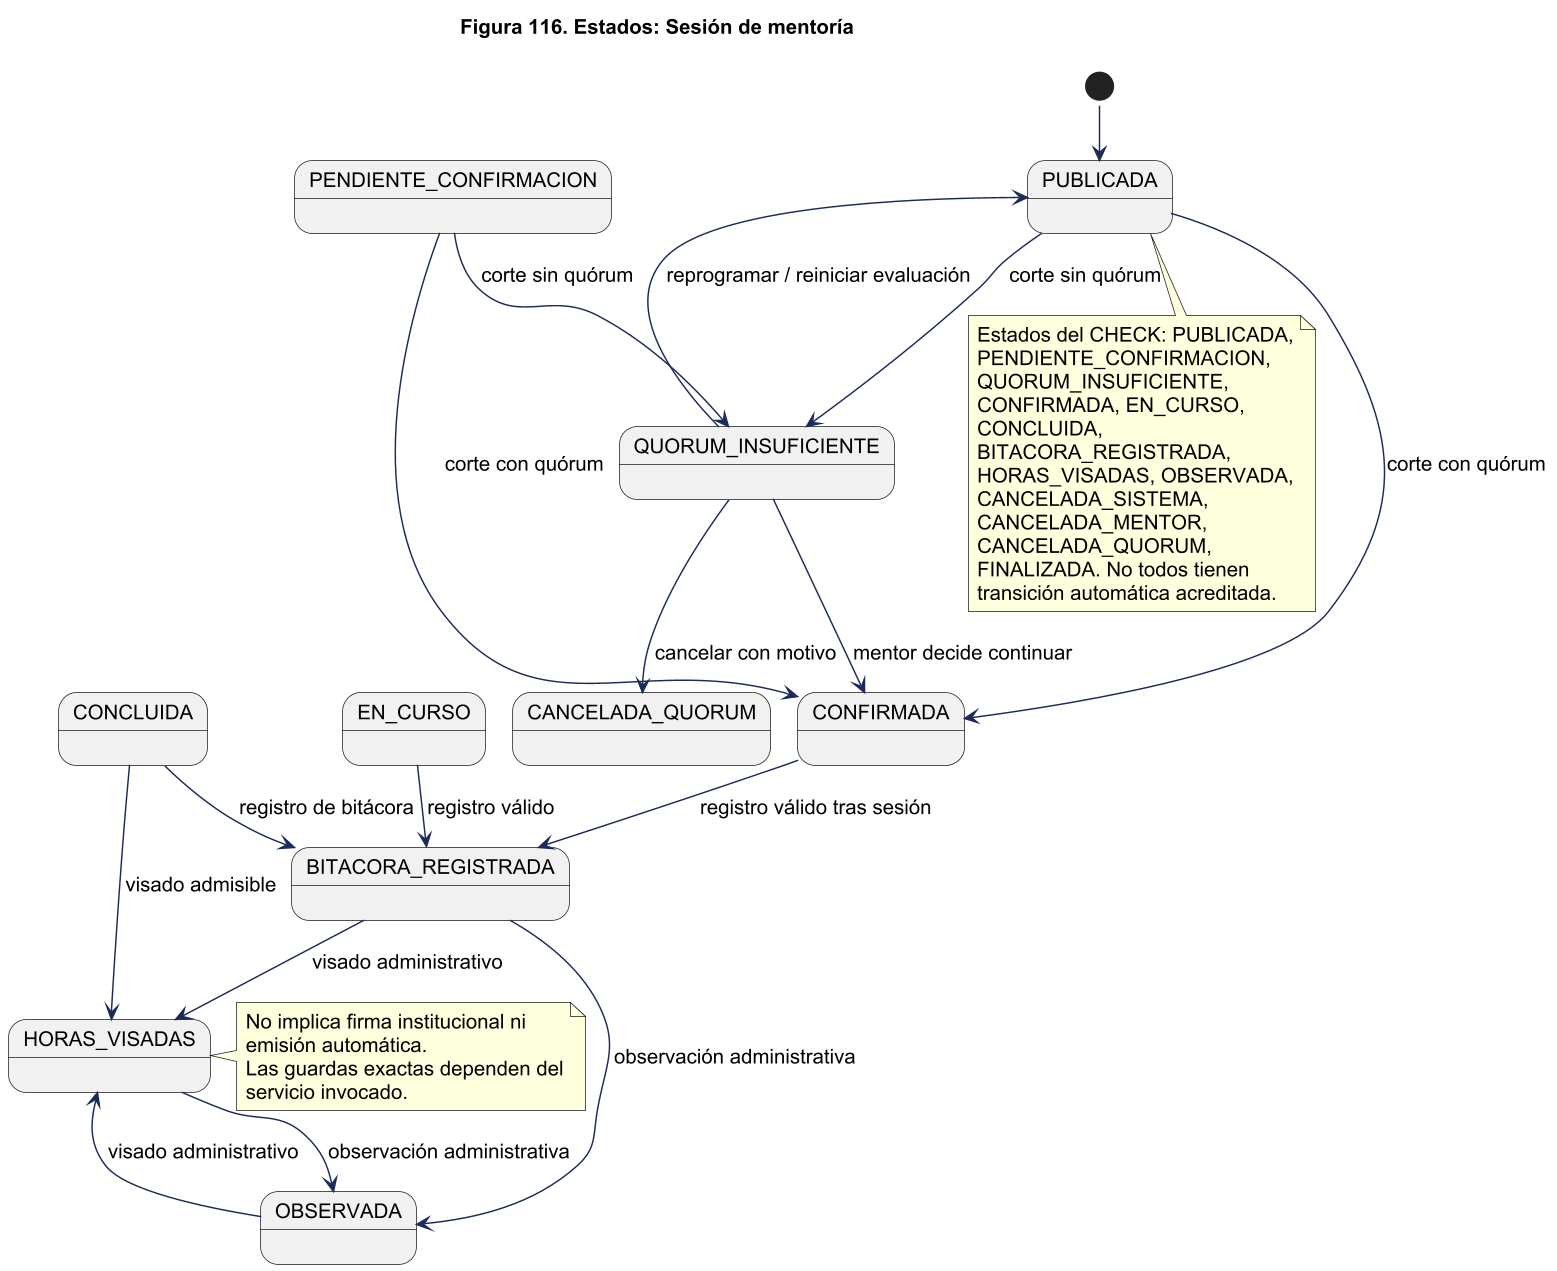 Figura 116. Estados: Sesión de mentoría
PENDIENTE_CONFIRMACION
PUBLICADA
corte sin quórum
reprogramar / reiniciar evaluación
corte sin quórum
Estados del CHECK: PUBLICADA,
PENDIENTE_CONFIRMACION,
QUORUM_INSUFICIENTE,
CONFIRMADA, EN_CURSO,
CONCLUIDA,
BITACORA_REGISTRADA,
HORAS_VISADAS, OBSERVADA,
CANCELADA_SISTEMA,
CANCELADA_MENTOR,
CANCELADA_QUORUM,
FINALIZADA. No todos tienen
transición automática acreditada.
QUORUM_INSUFICIENTE
corte con quórum
corte con quórum
cancelar con motivo
mentor decide continuar
CONCLUIDA
EN_CURSO
CANCELADA_QUORUM
CONFIRMADA
registro de bitácora
registro válido
registro válido tras sesión
BITACORA_REGISTRADA
visado admisible
visado administrativo
HORAS_VISADAS
No implica firma institucional ni
emisión automática.
Las guardas exactas dependen del
servicio invocado.
observación administrativa
visado administrativo
observación administrativa
OBSERVADA